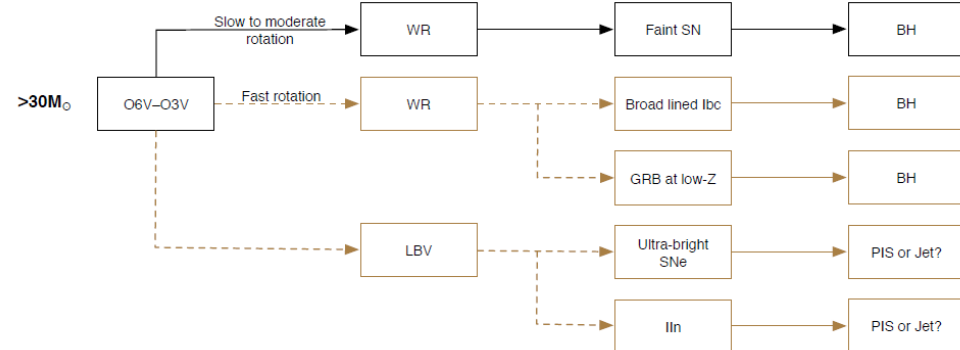 Slow to moderate
rotation
WR
Faint SN
BH
>30M⊙
O6V–O3V
Fast rotation
WR
Broad lined Ibc
BH
GRB at low-Z
BH
LBV
Ultra-bright
SNe
PIS or Jet?
IIn
PIS or Jet?